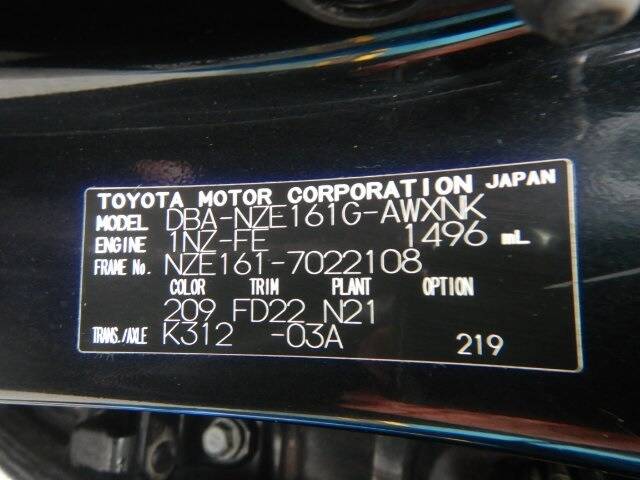 TOYOTA MOTOR CORPORATION JAPAN
MODEL DBA-NZE161G-AWXNK
ENGINE 1NZ-FE 1496 mL
FRAME No. NZE161-7022108
COLOR TRIM PLANT OPTION
209 FD22 N21
TRANS./AXLE K312 -03A 219